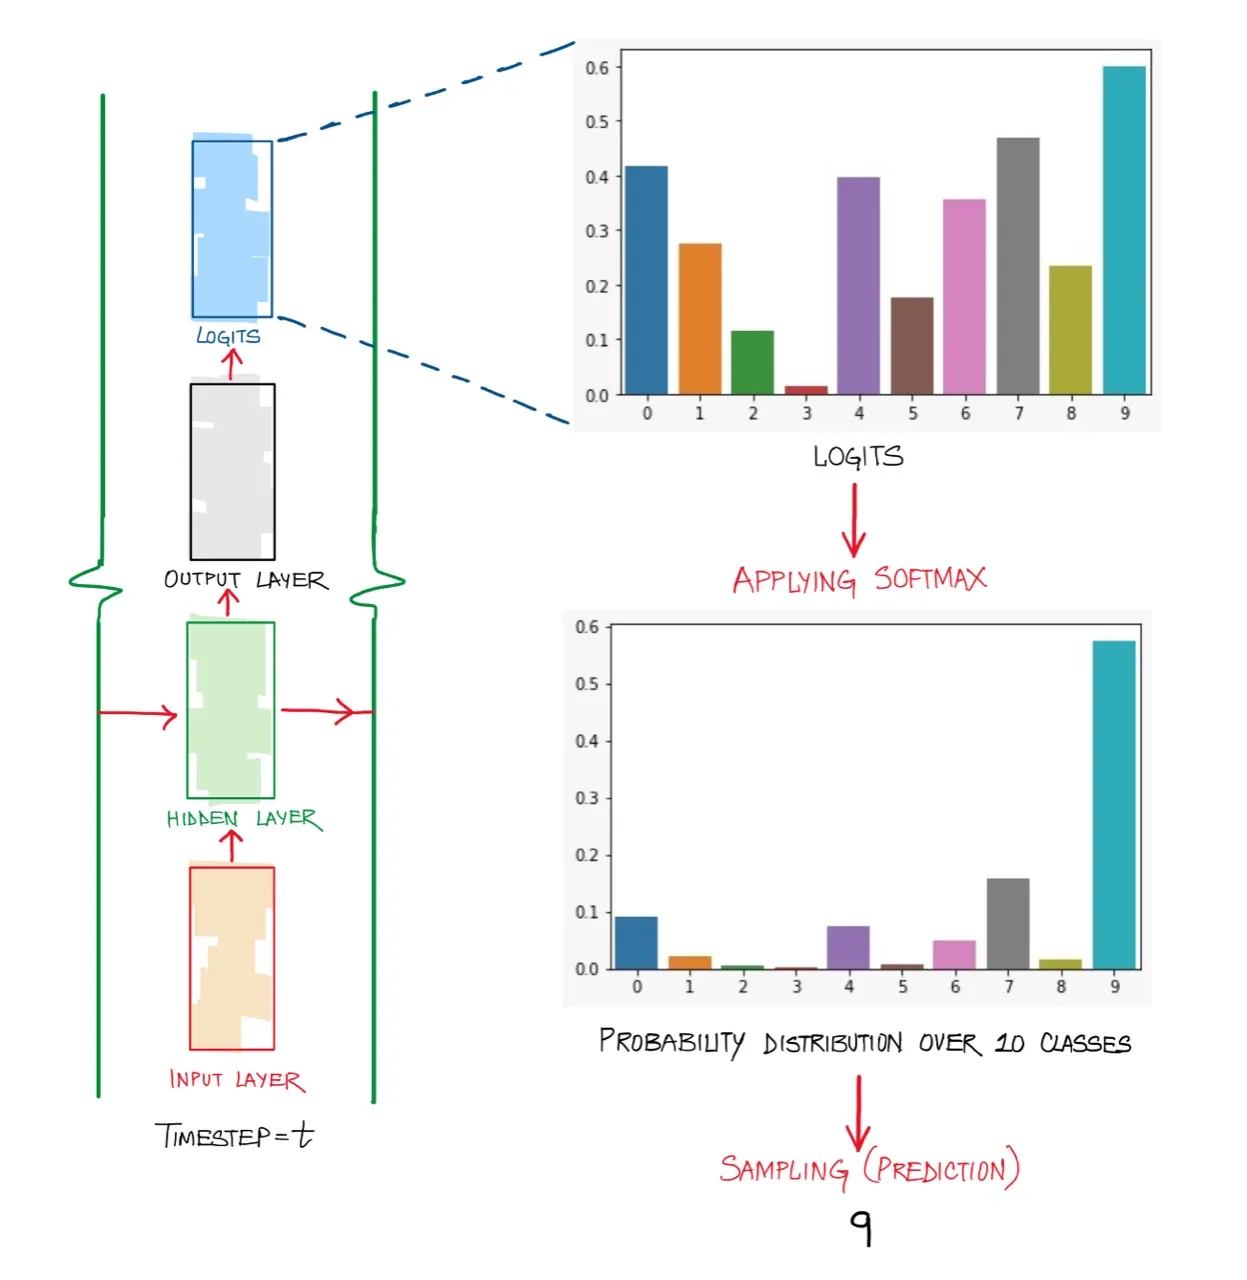 LOGITS
OUTPUT LAYER
HIDDEN LAYER
INPUT LAYER
TIMESTEP=t
0.6
0.5
0.4
0.3
0.2
0.1
0.0
0 1 2 3 4 5 6 7 8 9
LOGITS
APPLYING SOFTMAX
0.6
0.5
0.4
0.3
0.2
0.1
0.0
0 1 2 3 4 5 6 7 8 9
PROBABILITY DISTRIBUTION OVER 10 CLASSES
SAMPLING (PREDICTION)
9